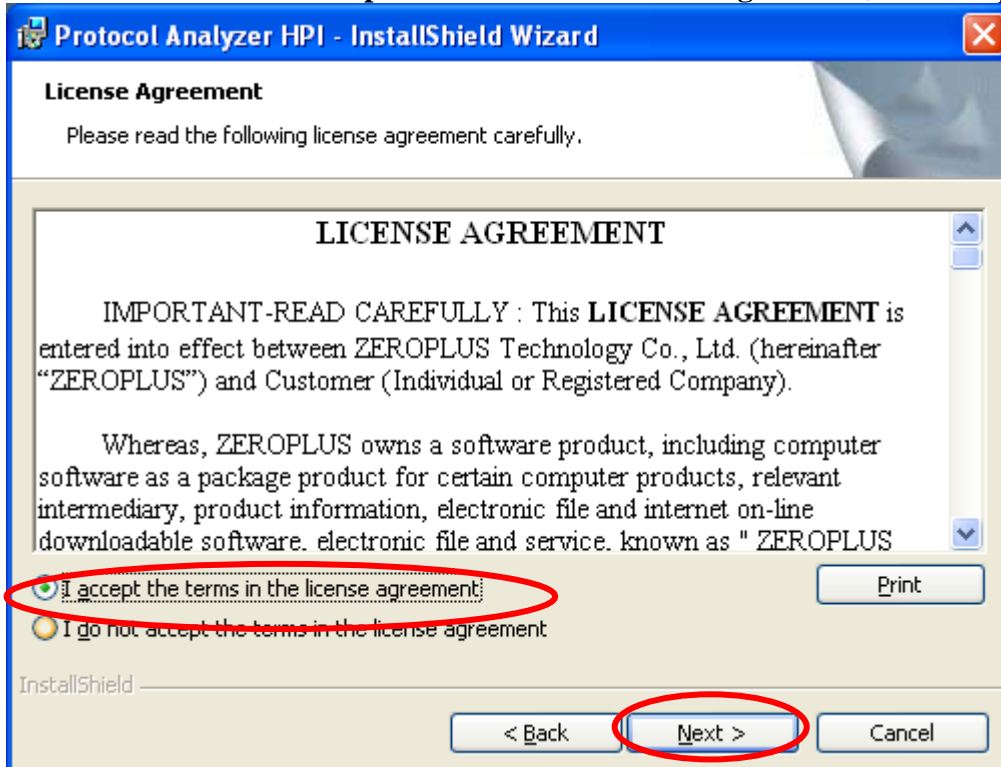 Protocol Analyzer HPI - InstallShield Wizard
License Agreement
Please read the following license agreement carefully.
LICENSE AGREEMENT
IMPORTANT-READ CAREFULLY : This LICENSE AGREEMENT is
entered into effect between ZEROPLUS Technology Co., Ltd. (hereinafter
“ZEROPLUS”) and Customer (Individual or Registered Company).
Whereas, ZEROPLUS owns a software product, including computer
software as a package product for certain computer products, relevant
intermediary, product information, electronic file and internet on-line
downloadable software, electronic file and service, known as " ZEROPLUS
I accept the terms in the license agreement
Print
I do not accept the terms in the license agreement
InstallShield
< Back
Next >
Cancel